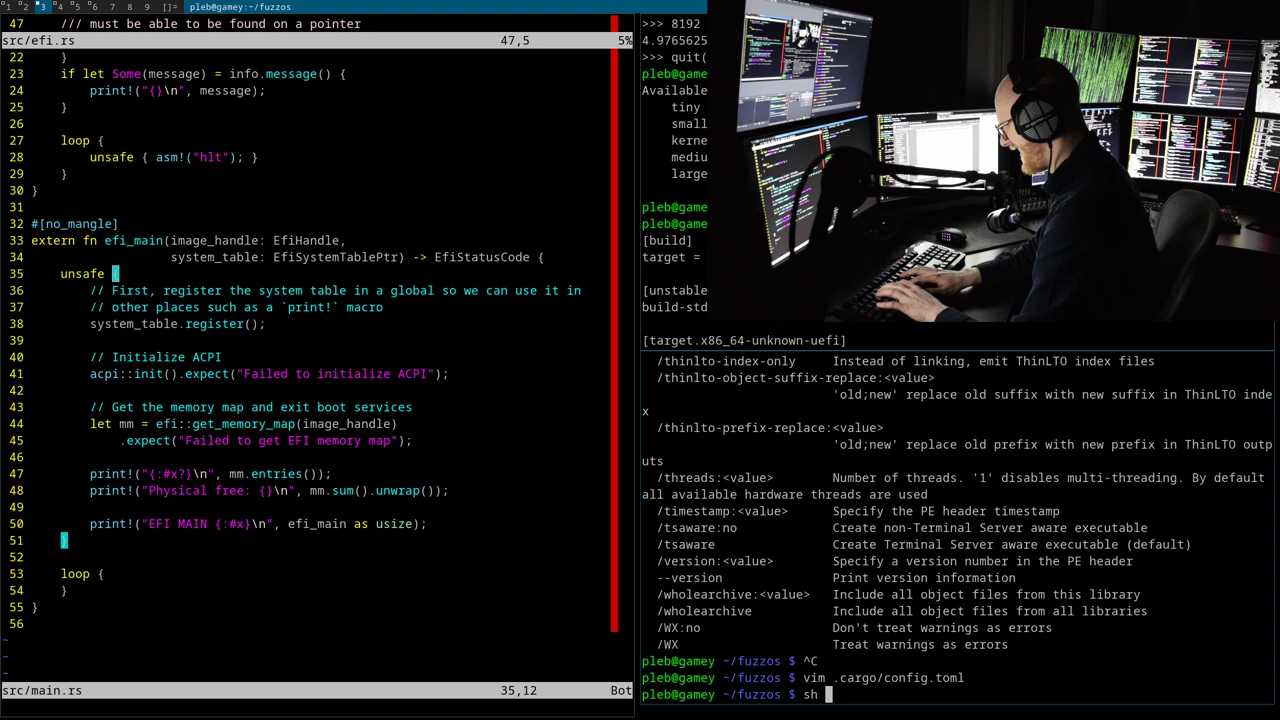 1 2 3 4 5 6 7 8 9 []= pleb@gamey:~/fuzzos
47 /// must be able to be found on a pointer
src/efi.rs 47,5 5%
22 }
23 if let Some(message) = info.message() {
24 print!("{}\n", message);
25 }
26
27 loop {
28 unsafe { asm!("hlt"); }
29 }
30 }
31
32 #[no_mangle]
33 extern fn efi_main(image_handle: EfiHandle,
34 system_table: EfiSystemTablePtr) -> EfiStatusCode {
35 unsafe {
36 // First, register the system table in a global so we can use it in
37 // other places such as a `print!` macro
38 system_table.register();
39
40 // Initialize ACPI
41 acpi::init().expect("Failed to initialize ACPI");
42
43 // Get the memory map and exit boot services
44 let mm = efi::get_memory_map(image_handle)
45 .expect("Failed to get EFI memory map");
46
47 print!("{:#x?}\n", mm.entries());
48 print!("Physical free: {}\n", mm.sum().unwrap());
49
50 print!("EFI MAIN {:#x}\n", efi_main as usize);
51 }
52
53 loop {
54 }
55 }
56
~
~
~
src/main.rs 35,12 Bot
>>> 8192
4.9765625
>>> quit(
pleb@game
Available
tiny
small
kerne
mediu
large
pleb@game
pleb@game
[build]
target =
[unstable
build-std
[target.x86_64-unknown-uefi]
/thinlto-index-only Instead of linking, emit ThinLTO index files
/thinlto-object-suffix-replace:<value>
'old;new' replace old suffix with new suffix in ThinLTO inde
x
/thinlto-prefix-replace:<value>
'old;new' replace old prefix with new prefix in ThinLTO outp
uts
/threads:<value> Number of threads. '1' disables multi-threading. By default
all available hardware threads are used
/timestamp:<value> Specify the PE header timestamp
/tsaware:no Create non-Terminal Server aware executable
/tsaware Create Terminal Server aware executable (default)
/version:<value> Specify a version number in the PE header
--version Print version information
/wholearchive:<value> Include all object files from this library
/wholearchive Include all object files from all libraries
/WX:no Don't treat warnings as errors
/WX Treat warnings as errors
pleb@gamey ~/fuzzos $ ^C
pleb@gamey ~/fuzzos $ vim .cargo/config.toml
pleb@gamey ~/fuzzos $ sh